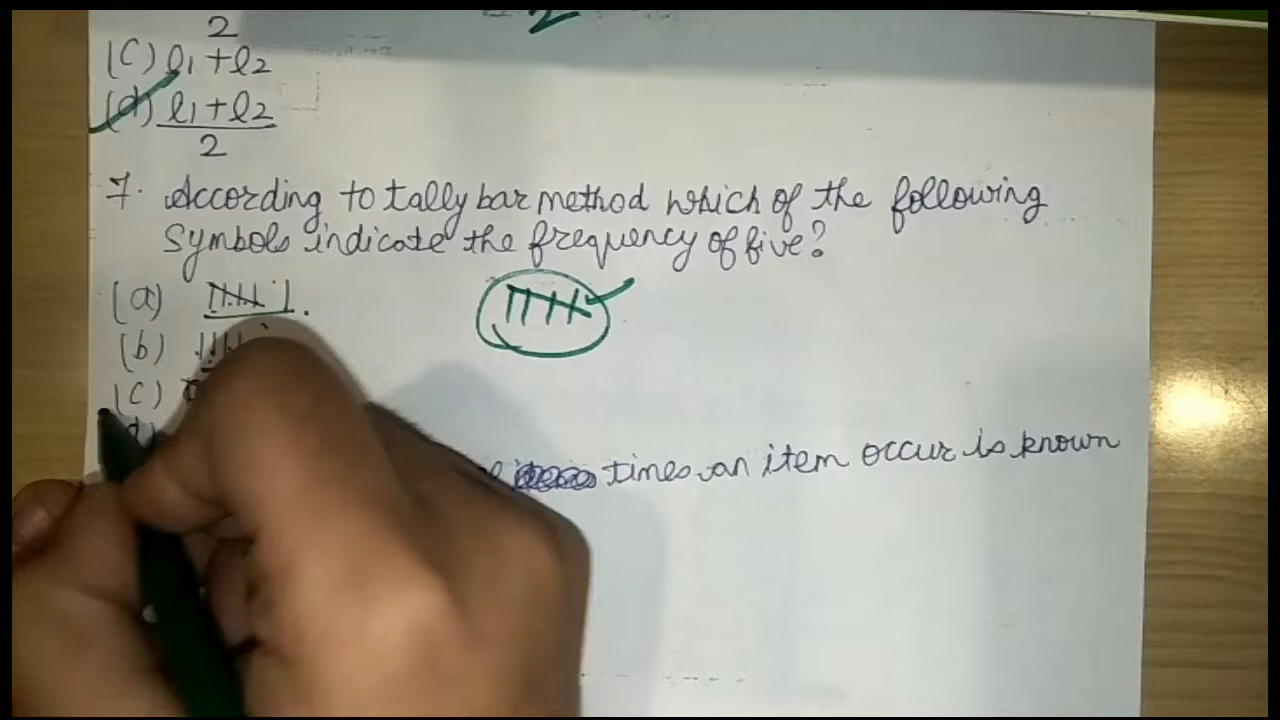 2
(C) l1 + l2
(d) l1 + l2
2
7. According to tally bar method which of the following
Symbols indicate the frequency of five?
(a)
(b)
(C)
times an item occur is known